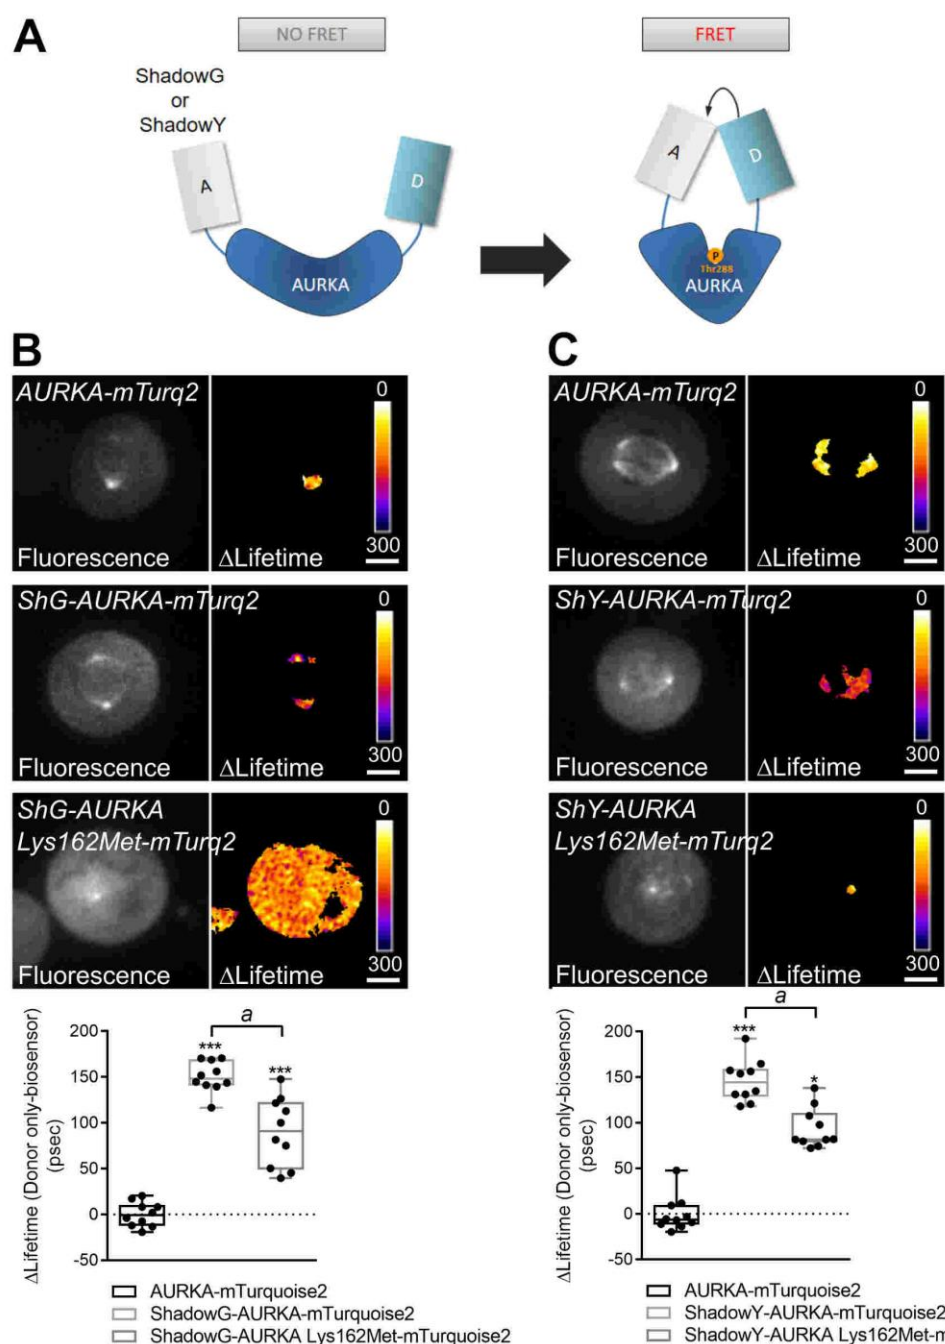 A
NO FRET
FRET
ShadowG
or
ShadowY
A
D
A
D
P
Thr288
AURKA
AURKA
B
C
AURKA-mTurq2
0
300
Fluorescence
ΔLifetime
AURKA-mTurq2
0
300
Fluorescence
ΔLifetime
ShG-AURKA-mTurq2
0
300
Fluorescence
ΔLifetime
ShY-AURKA-mTurq2
0
300
Fluorescence
ΔLifetime
ShG-AURKA
Lys162Met-mTurq2
0
300
Fluorescence
ΔLifetime
ShY-AURKA
Lys162Met-mTurq2
0
300
Fluorescence
ΔLifetime
ΔLifetime (Donor only-biosensor)
(psec)
200
150
100
50
0
-50
***
a
***
AURKA-mTurquoise2
ShadowG-AURKA-mTurquoise2
ShadowG-AURKA Lys162Met-mTurquoise2
ΔLifetime (Donor only-biosensor)
(psec)
200
150
100
50
0
-50
***
a
*
AURKA-mTurquoise2
ShadowY-AURKA-mTurquoise2
ShadowY-AURKA Lys162Met-m